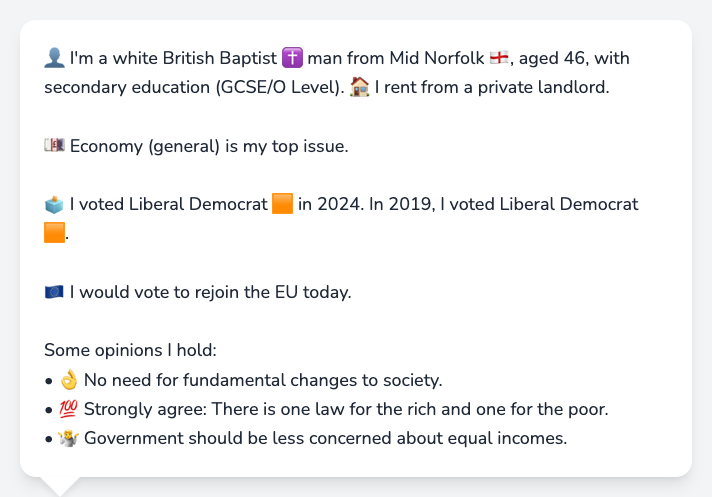 👤 I'm a white British Baptist ✝️ man from Mid Norfolk 🏴󠁧󠁢󠁥󠁮󠁧󠁿, aged 46, with
secondary education (GCSE/O Level). 🏠 I rent from a private landlord.
💷 Economy (general) is my top issue.
🗳️ I voted Liberal Democrat 🟧 in 2024. In 2019, I voted Liberal Democrat
🟧.
🇪🇺 I would vote to rejoin the EU today.
Some opinions I hold:
• 👌 No need for fundamental changes to society.
• 💯 Strongly agree: There is one law for the rich and one for the poor.
• 🤷 Government should be less concerned about equal incomes.